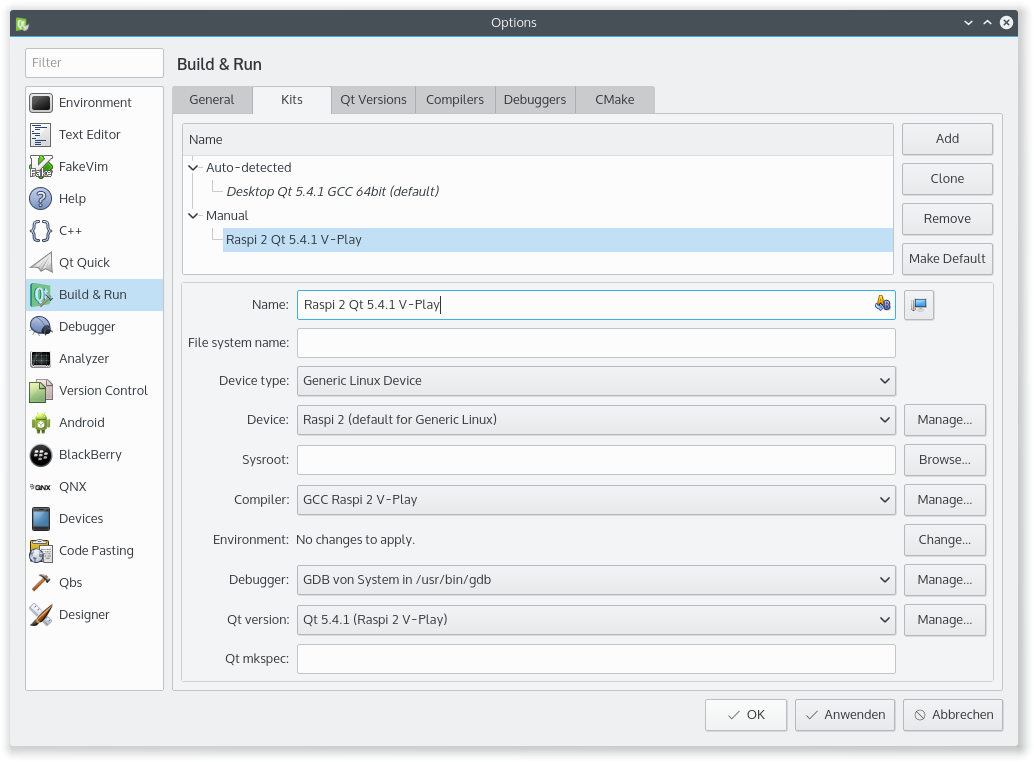 Options
Filter
Build & Run
Environment
Text Editor
FakeVim
Help
C++
Qt Quick
Build & Run
Debugger
Analyzer
Version Control
Android
BlackBerry
QNX
Devices
Code Pasting
Qbs
Designer
General Kits Qt Versions Compilers Debuggers CMake
Name
Auto-detected
Desktop Qt 5.4.1 GCC 64bit (default)
Manual
Raspi 2 Qt 5.4.1 V-Play
Add
Clone
Remove
Make Default
Name: Raspi 2 Qt 5.4.1 V-Play
File system name:
Device type: Generic Linux Device
Device: Raspi 2 (default for Generic Linux) Manage...
Sysroot: Browse...
Compiler: GCC Raspi 2 V-Play Manage...
Environment: No changes to apply. Change...
Debugger: GDB von System in /usr/bin/gdb Manage...
Qt version: Qt 5.4.1 (Raspi 2 V-Play) Manage...
Qt mkspec:
OK Anwenden Abbrechen